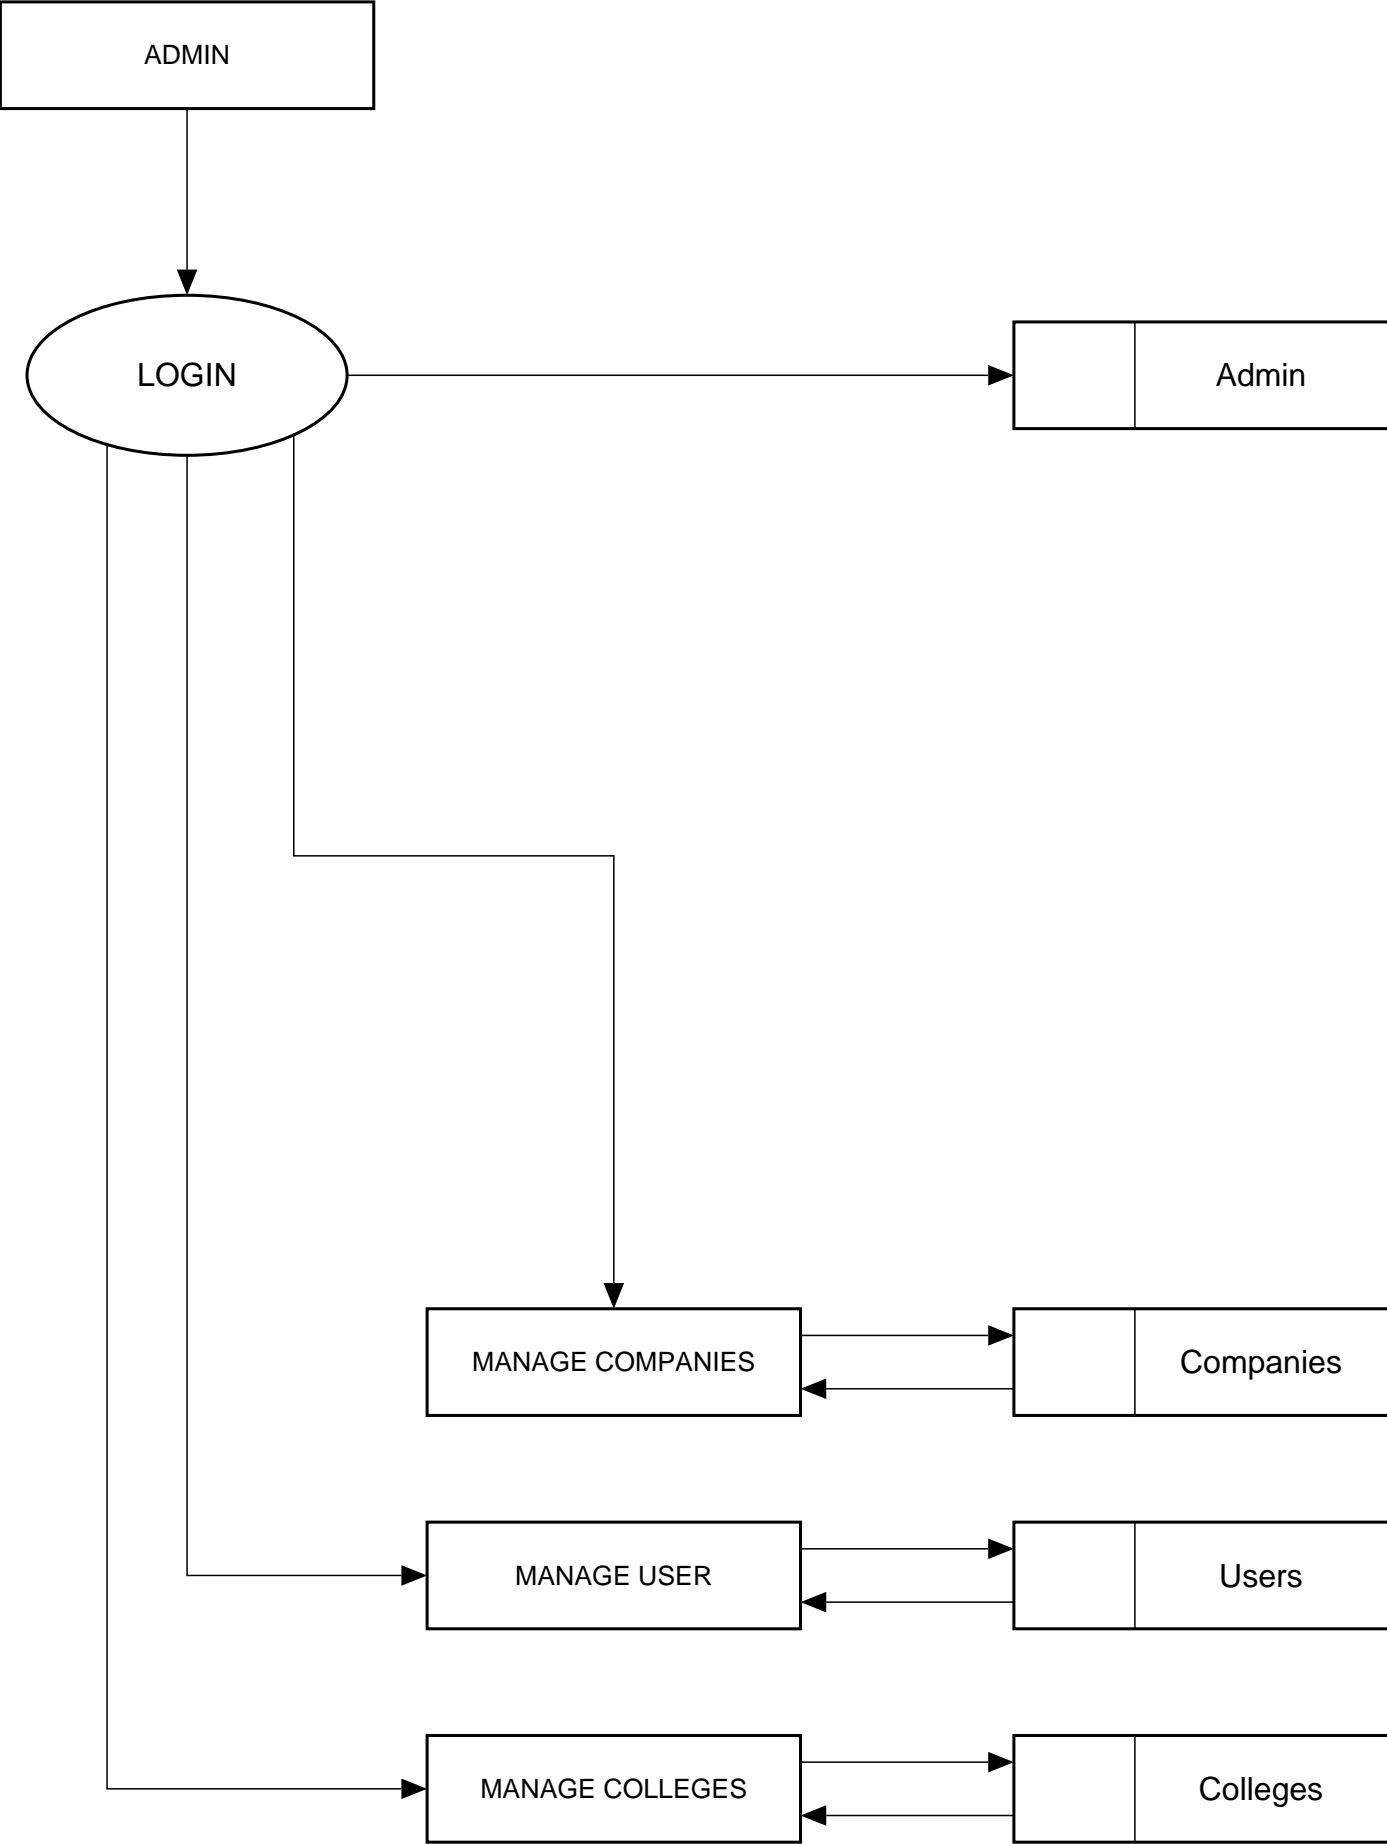 ADMIN
LOGIN
Admin
MANAGE COMPANIES
Companies
MANAGE USER
Users
MANAGE COLLEGES
Colleges